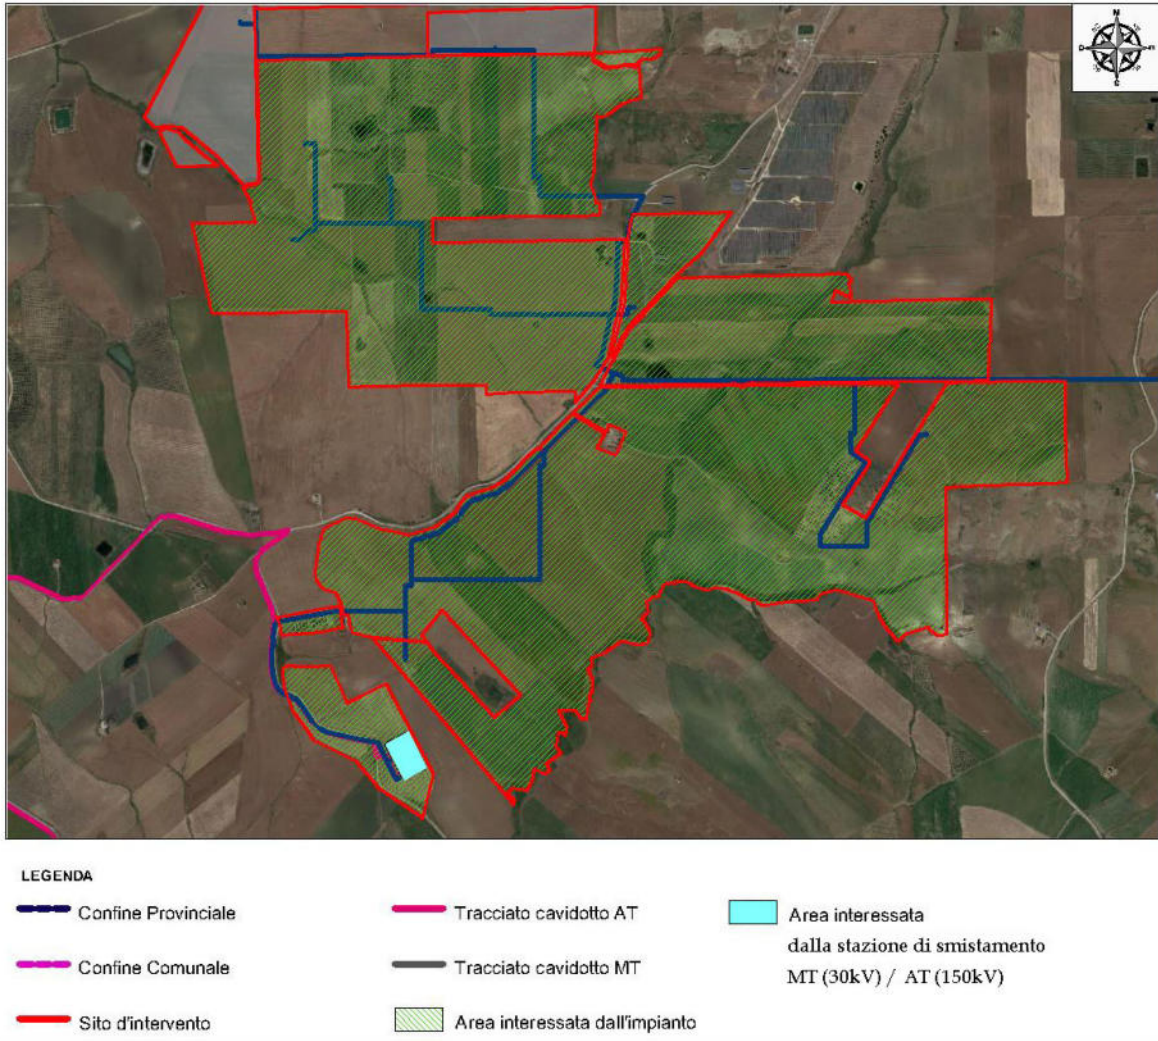 N
LEGENDA
Confine Provinciale
Confine Comunale
Sito d'intervento
Tracciato cavidotto AT
Tracciato cavidotto MT
Area interessata dall'impianto
Area interessata
dalla stazione di smistamento
MT (30kV) / AT (150kV)